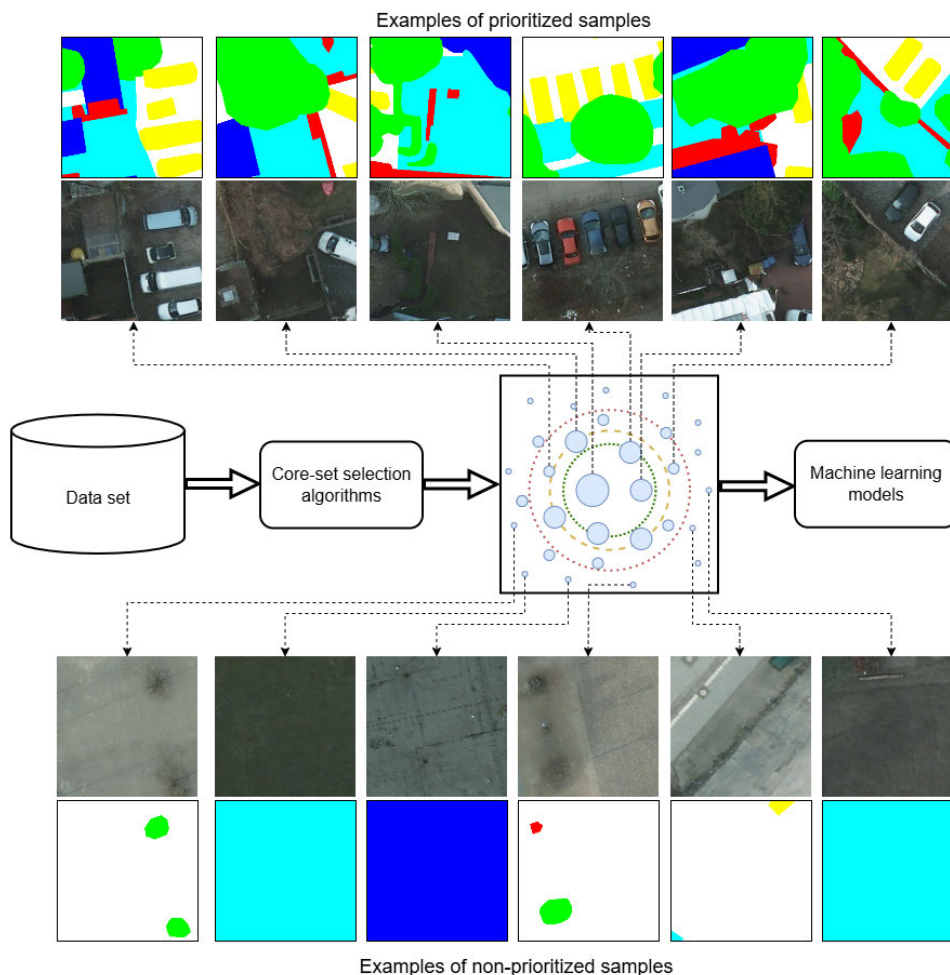 Examples of prioritized samples
Data set
Core-set selection
algorithms
Machine learning
models
Examples of non-prioritized samples